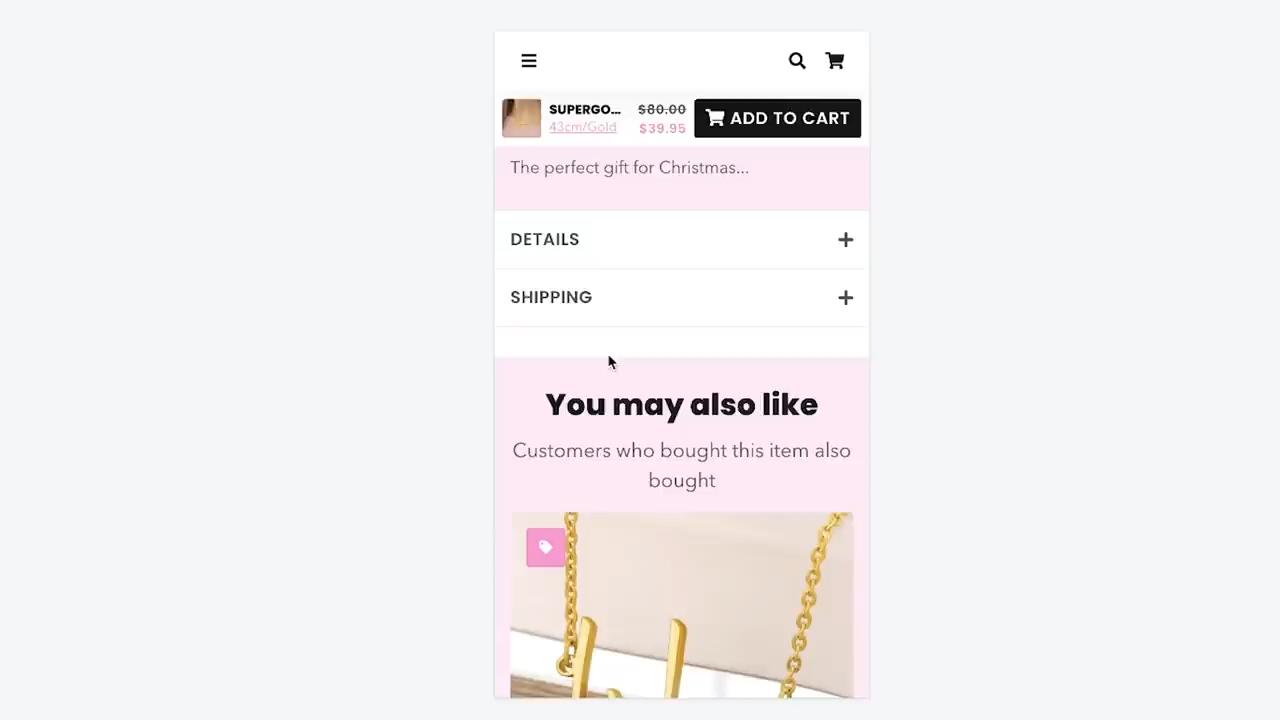 SUPERGO...
$80.00
43cm/Gold
$39.95
ADD TO CART
The perfect gift for Christmas...
DETAILS
SHIPPING
You may also like
Customers who bought this item also
bought